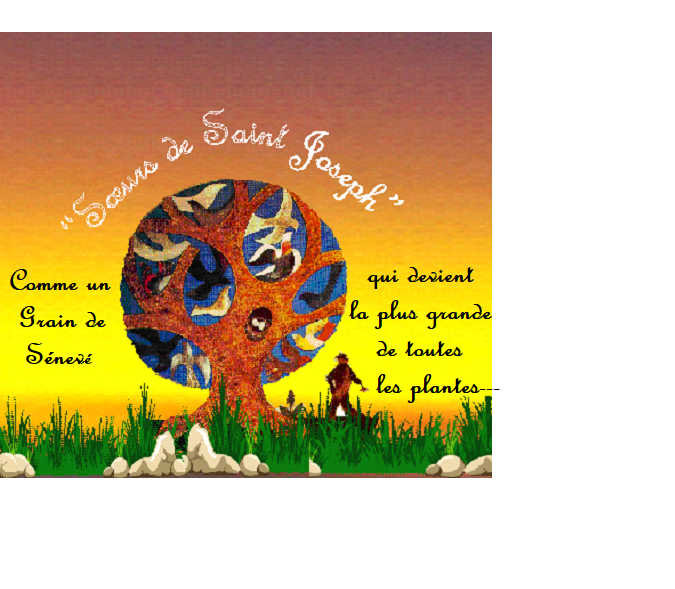 "Sœurs de Saint Joseph"
Comme un
Grain de
Sénevé
qui devient
la plus grande
de toutes
les plantes---